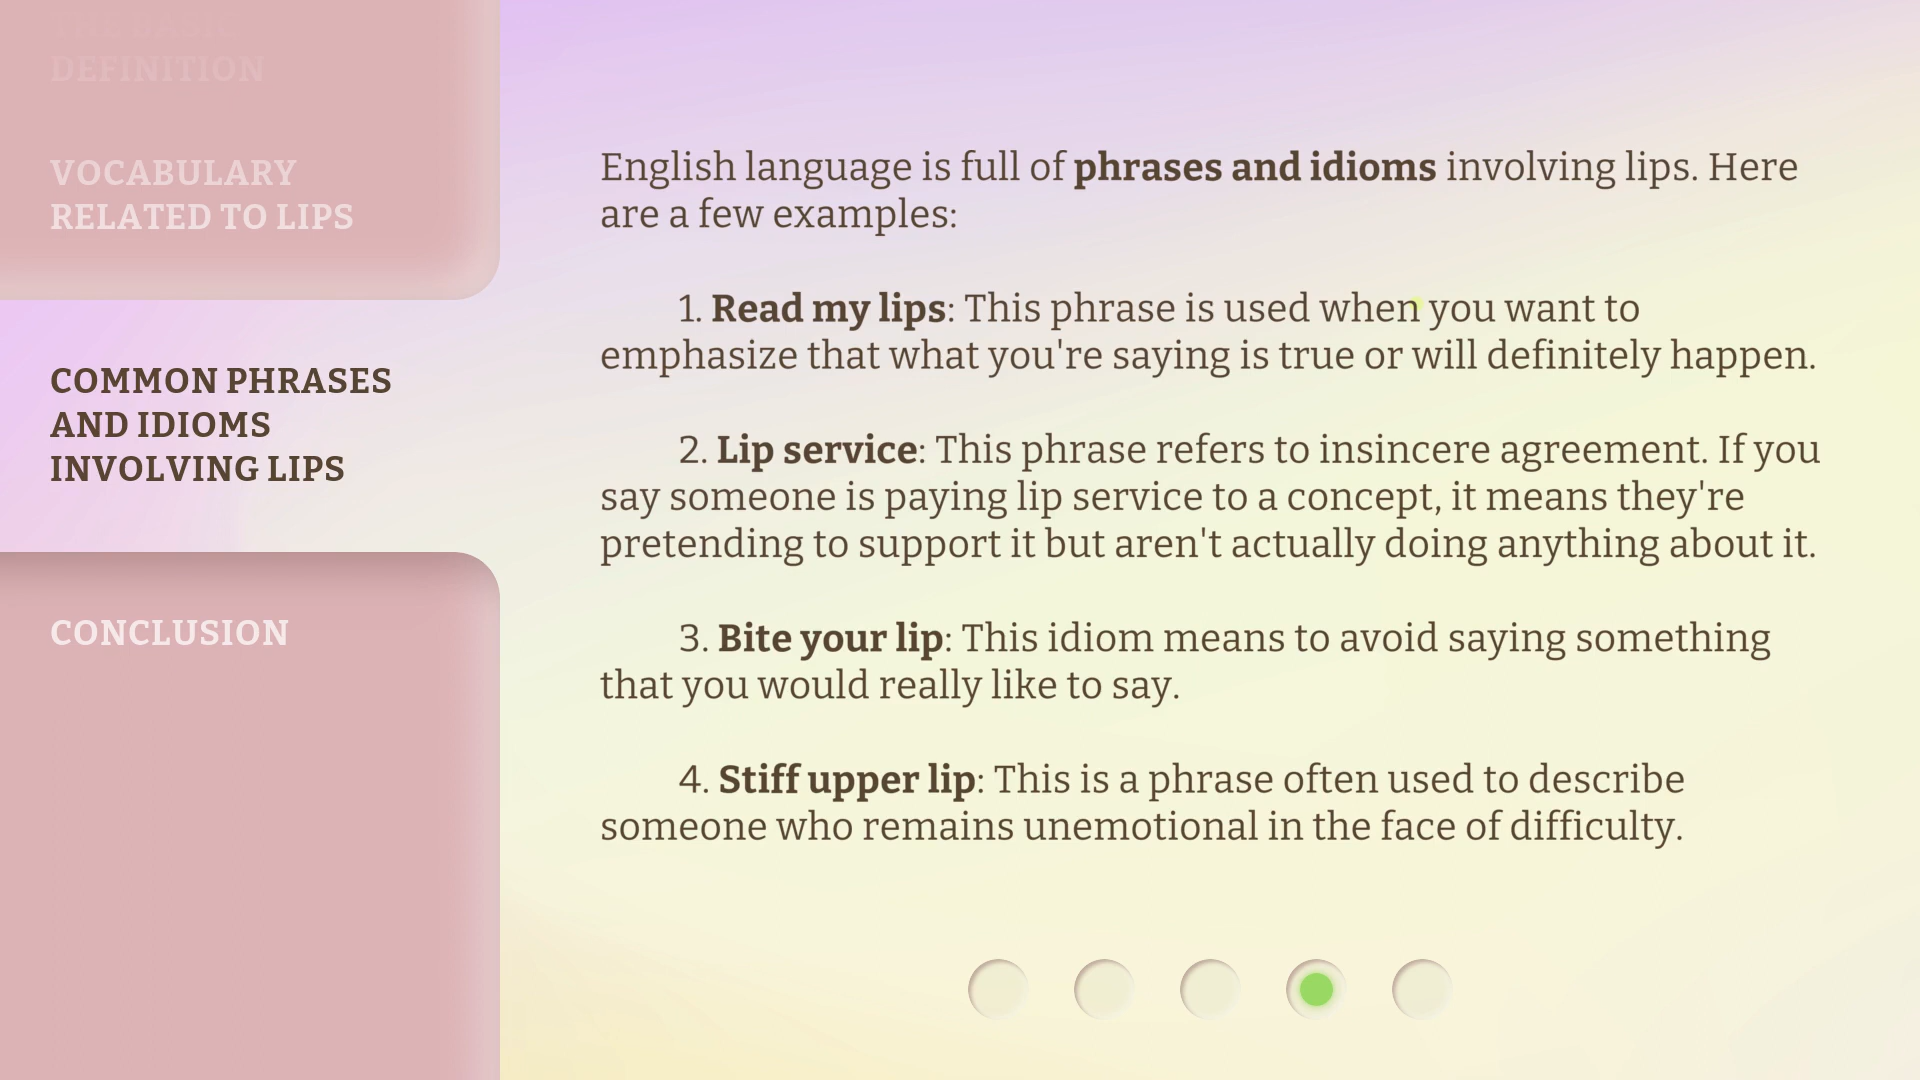 THE BASIC
DEFINITION
VOCABULARY
RELATED TO LIPS
COMMON PHRASES
AND IDIOMS
INVOLVING LIPS
CONCLUSION
English language is full of phrases and idioms involving lips. Here
are a few examples:
1. Read my lips: This phrase is used when you want to
emphasize that what you're saying is true or will definitely happen.
2. Lip service: This phrase refers to insincere agreement. If you
say someone is paying lip service to a concept, it means they're
pretending to support it but aren't actually doing anything about it.
3. Bite your lip: This idiom means to avoid saying something
that you would really like to say.
4. Stiff upper lip: This is a phrase often used to describe
someone who remains unemotional in the face of difficulty.